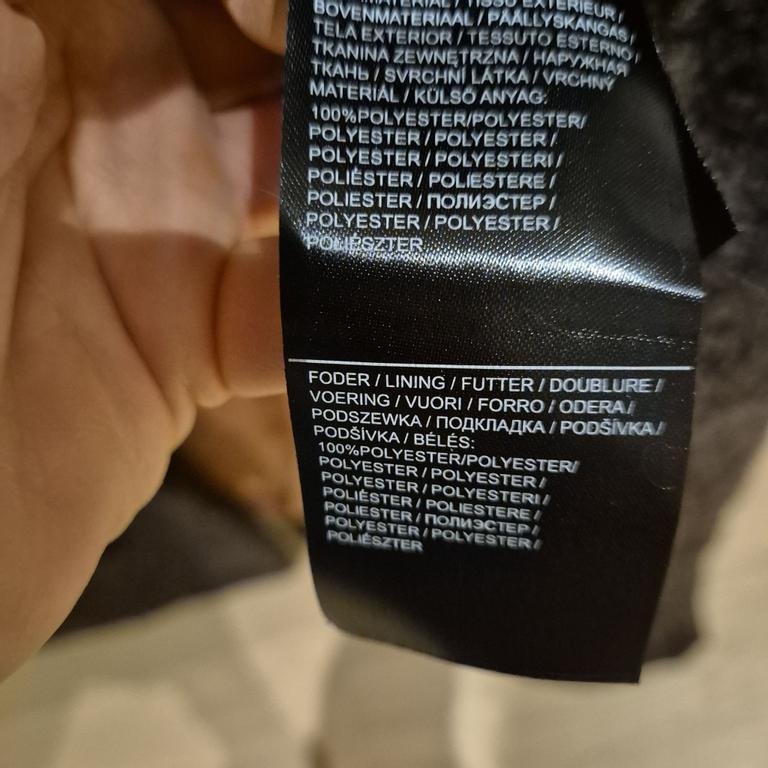 MATERIAL / TISSU EXTÉRIEUR /
BOVENMATERIAAL / PÄÄLLYSKANGAS /
TELA EXTERIOR / TESSUTO ESTERNO /
TKANINA ZEWNĘTRZNA / НАРУЖНАЯ
ТКАНЬ / SVRCHNÍ LÁTKA / VRCHNÝ
MATERIÁL / KÜLSŐ ANYAG:
100%POLYESTER/POLYESTER/
POLYESTER / POLYESTER /
POLYESTER / POLYESTERI /
POLIÉSTER / POLIESTERE /
POLIESTER / ПОЛИЭСТЕР /
POLYESTER / POLYESTER /
POLIÉSZTER
FODER / LINING / FUTTER / DOUBLURE /
VOERING / VUORI / FORRO / ODERA /
PODSZEWKA / ПОДКЛАДКА / PODŠÍVKA /
PODŠÍVKA / BÉLÉS:
100%POLYESTER/POLYESTER/
POLYESTER / POLYESTER /
POLYESTER / POLYESTERI /
POLIÉSTER / POLIESTERE /
POLIESTER / ПОЛИЭСТЕР /
POLYESTER / POLYESTER /
POLIÉSZTER